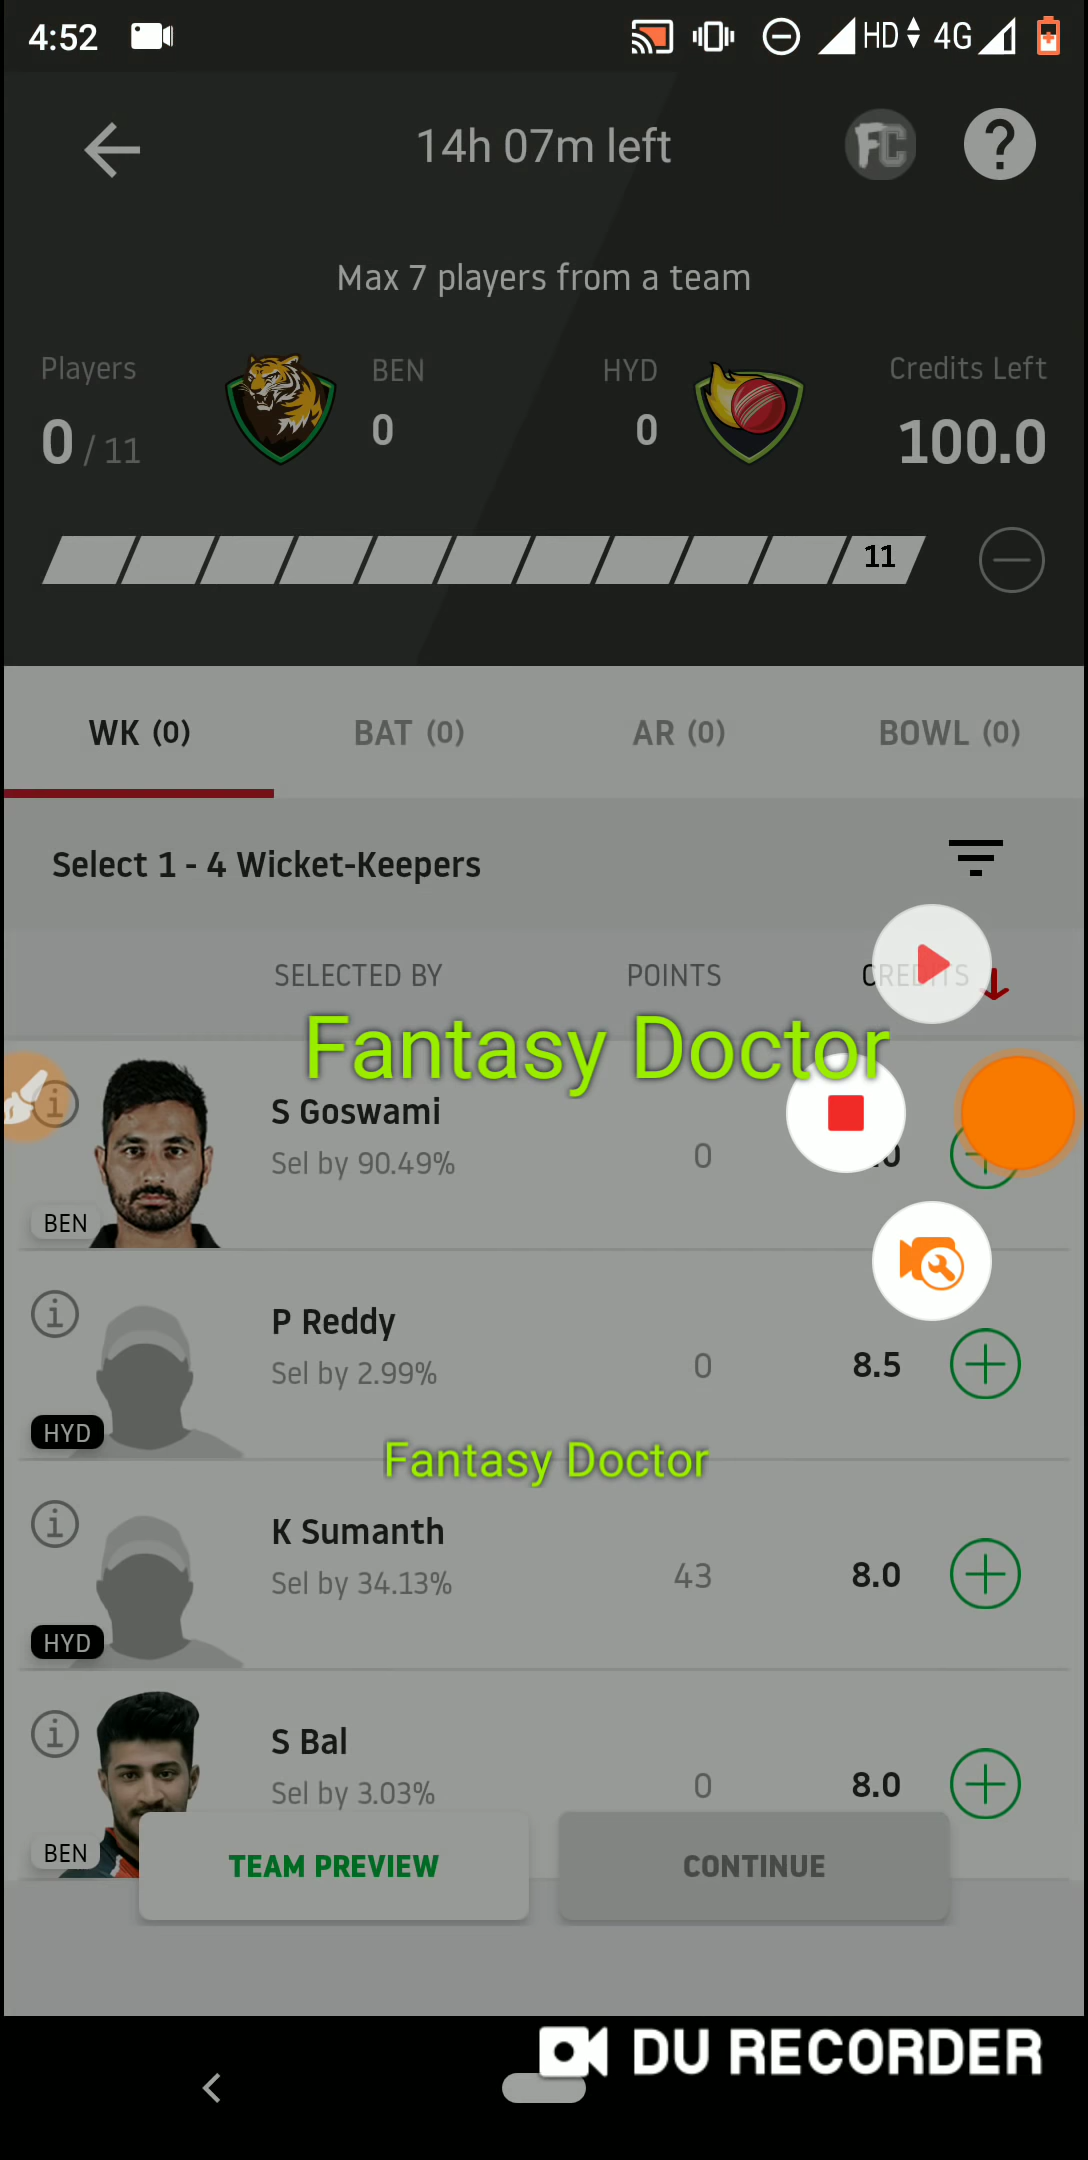 4:52
HD 4G
14h 07m left
FC
?
Max 7 players from a team
Players
BEN
HYD
Credits Left
0 / 11
0
0
100.0
11
WK (0)
BAT (0)
AR (0)
BOWL (0)
Select 1 - 4 Wicket-Keepers
SELECTED BY
POINTS
CREDITS
Fantasy Doctor
S Goswami
Sel by 90.49%
0
BEN
P Reddy
Sel by 2.99%
0
8.5
HYD
Fantasy Doctor
K Sumanth
Sel by 34.13%
43
8.0
HYD
S Bal
Sel by 3.03%
0
8.0
BEN
TEAM PREVIEW
CONTINUE
DU RECORDER